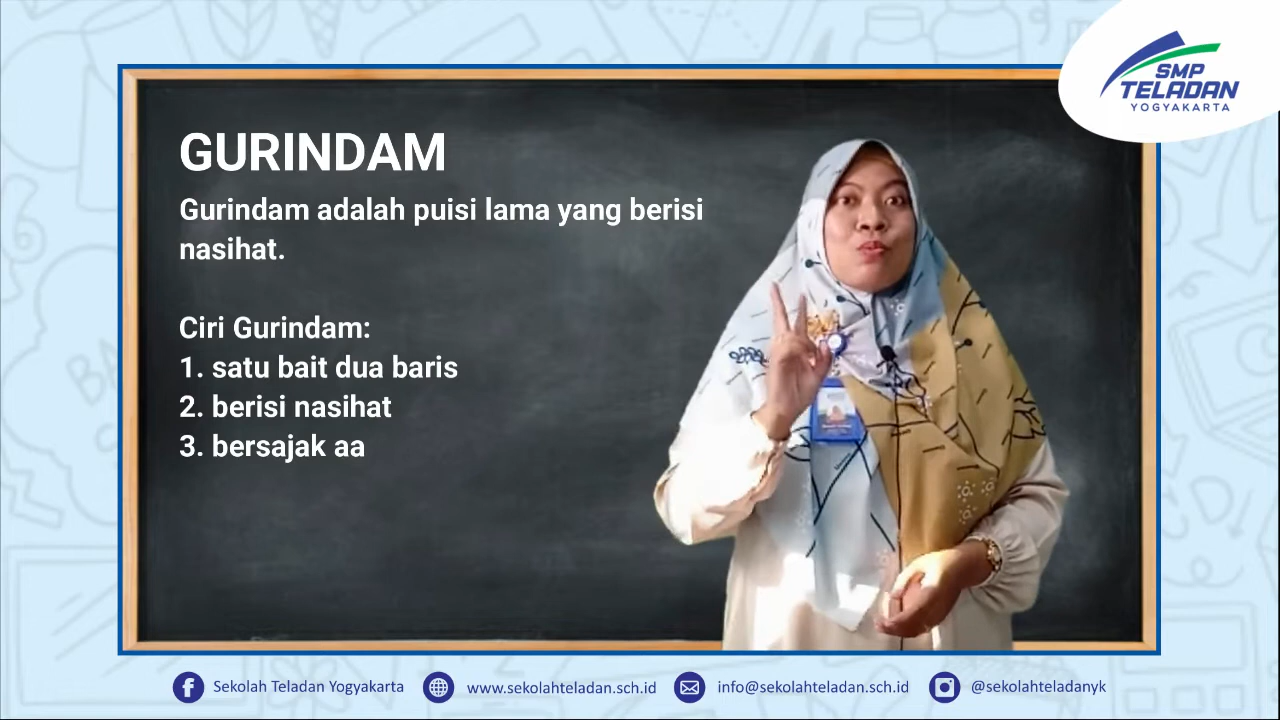 SMP
TELADAN
YOGYAKARTA
GURINDAM
Gurindam adalah puisi lama yang berisi
nasihat.
Ciri Gurindam:
1. satu bait dua baris
2. berisi nasihat
3. bersajak aa
Sekolah Teladan Yogyakarta
www.sekolahteladan.sch.id
info@sekolahteladan.sch.id
@sekolahteladanyk